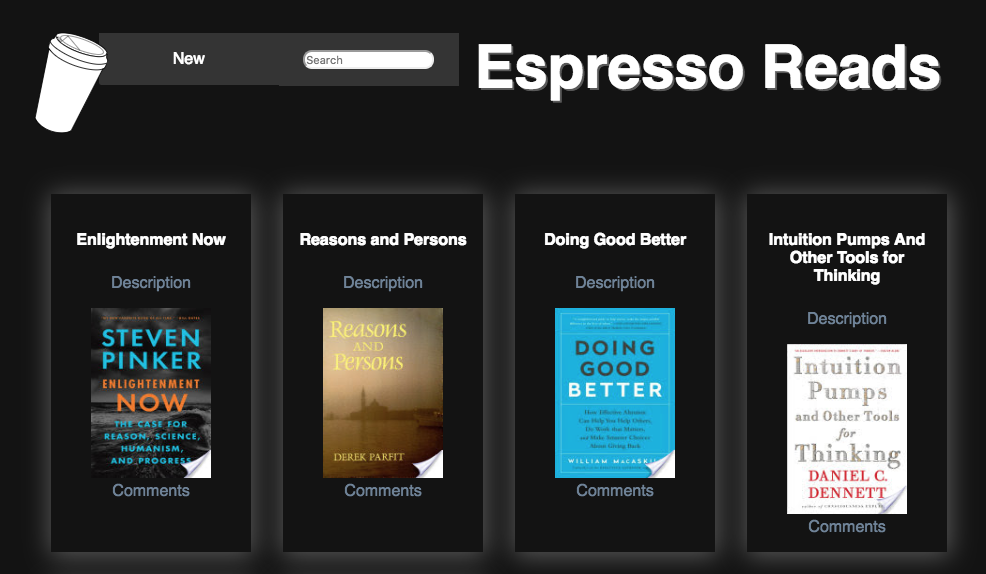 New
Search
Espresso Reads
Enlightenment Now
Description
STEVEN
PINKER
ENLIGHTENMENT
NOW
THE CASE FOR
REASON, SCIENCE,
HUMANISM,
AND PROGRESS
Comments
Reasons and Persons
Description
Reasons
AND
Persons
DEREK PARFIT
Comments
Doing Good Better
Description
DOING
GOOD
BETTER
How Effective Altruism
Can Help You Help Others,
Do Work that Matters,
and Make Smarter Choices
About Giving Back
WILLIAM MACASKILL
Comments
Intuition Pumps And
Other Tools for
Thinking
Description
Intuition
Pumps
and Other Tools
for
Thinking
DANIEL C.
DENNETT
Comments